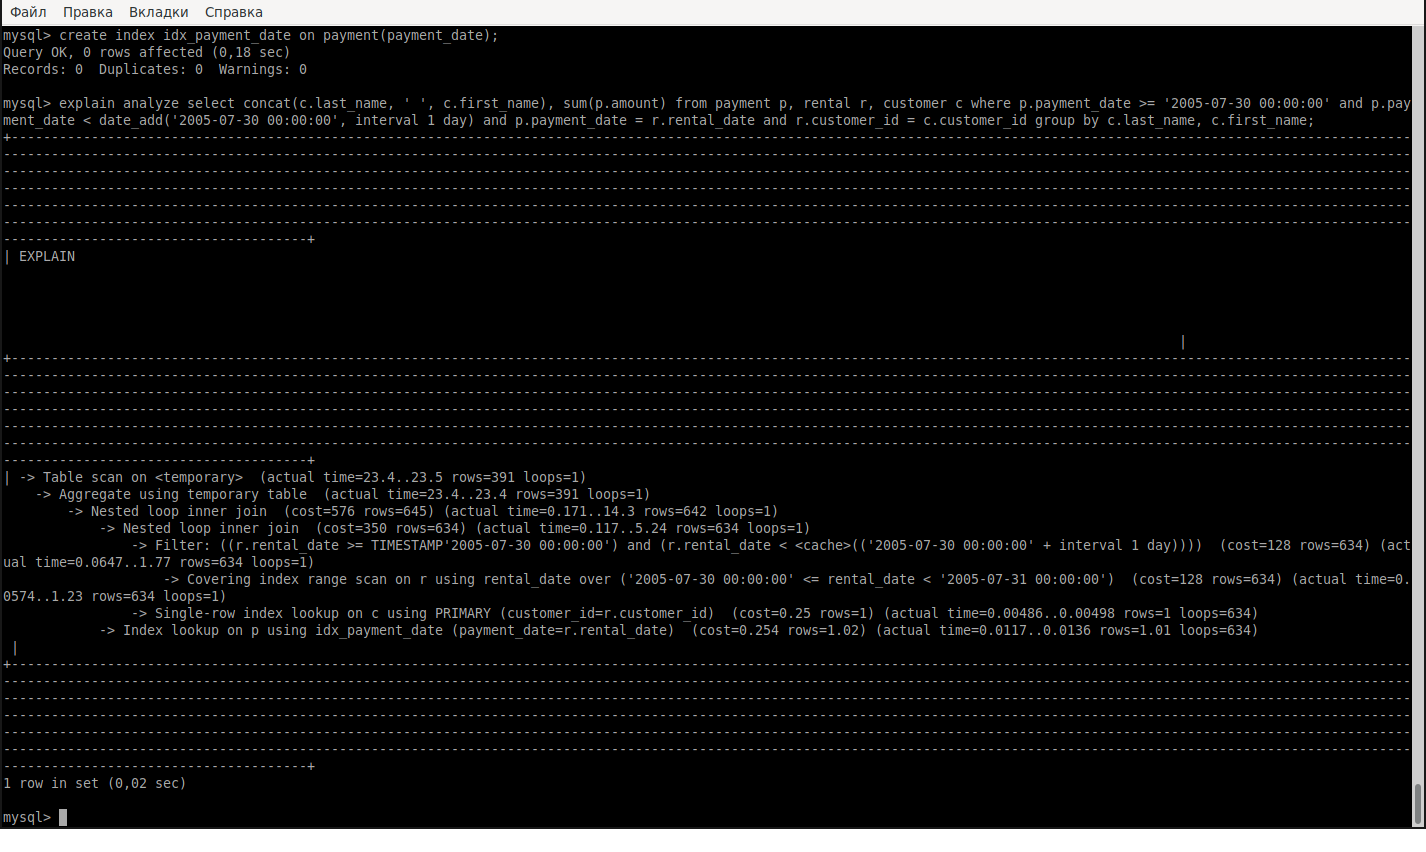 Файл Правка Вкладки Справка
mysql> create index idx_payment_date on payment(payment_date);
Query OK, 0 rows affected (0,18 sec)
Records: 0  Duplicates: 0  Warnings: 0
mysql> explain analyze select concat(c.last_name, ' ', c.first_name), sum(p.amount) from payment p, rental r, customer c where p.payment_date >= '2005-07-30 00:00:00' and p.pay
ment_date < date_add('2005-07-30 00:00:00', interval 1 day) and p.payment_date = r.rental_date and r.customer_id = c.customer_id group by c.last_name, c.first_name;
| EXPLAIN
|
| -> Table scan on <temporary>  (actual time=23.4..23.5 rows=391 loops=1)
-> Aggregate using temporary table  (actual time=23.4..23.4 rows=391 loops=1)
-> Nested loop inner join  (cost=576 rows=645) (actual time=0.171..14.3 rows=642 loops=1)
-> Nested loop inner join  (cost=350 rows=634) (actual time=0.117..5.24 rows=634 loops=1)
-> Filter: ((r.rental_date >= TIMESTAMP'2005-07-30 00:00:00') and (r.rental_date < <cache>(('2005-07-30 00:00:00' + interval 1 day))))  (cost=128 rows=634) (act
ual time=0.0647..1.77 rows=634 loops=1)
-> Covering index range scan on r using rental_date over ('2005-07-30 00:00:00' <= rental_date < '2005-07-31 00:00:00')  (cost=128 rows=634) (actual time=0.
0574..1.23 rows=634 loops=1)
-> Single-row index lookup on c using PRIMARY (customer_id=r.customer_id)  (cost=0.25 rows=1) (actual time=0.00486..0.00498 rows=1 loops=634)
-> Index lookup on p using idx_payment_date (payment_date=r.rental_date)  (cost=0.254 rows=1.02) (actual time=0.0117..0.0136 rows=1.01 loops=634)
|
1 row in set (0,02 sec)
mysql>